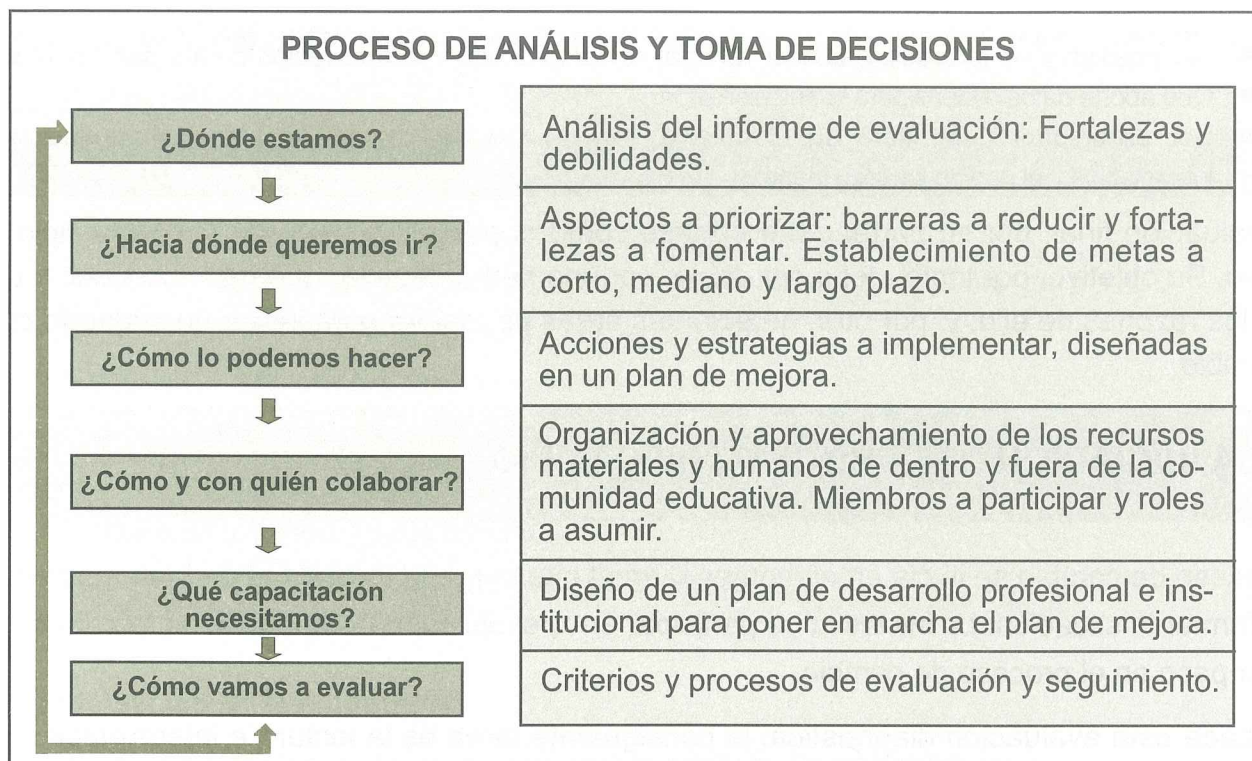 PROCESO DE ANÁLISIS Y TOMA DE DECISIONES
¿Dónde estamos?
Análisis del informe de evaluación: Fortalezas y
debilidades.
¿Hacia dónde queremos ir?
Aspectos a priorizar: barreras a reducir y forta-
lezas a fomentar. Establecimiento de metas a
corto, mediano y largo plazo.
¿Cómo lo podemos hacer?
Acciones y estrategias a implementar, diseñadas
en un plan de mejora.
¿Cómo y con quién colaborar?
Organización y aprovechamiento de los recursos
materiales y humanos de dentro y fuera de la co-
munidad educativa. Miembros a participar y roles
a asumir.
¿Qué capacitación
necesitamos?
Diseño de un plan de desarrollo profesional e ins-
titucional para poner en marcha el plan de mejora.
¿Cómo vamos a evaluar?
Criterios y procesos de evaluación y seguimiento.